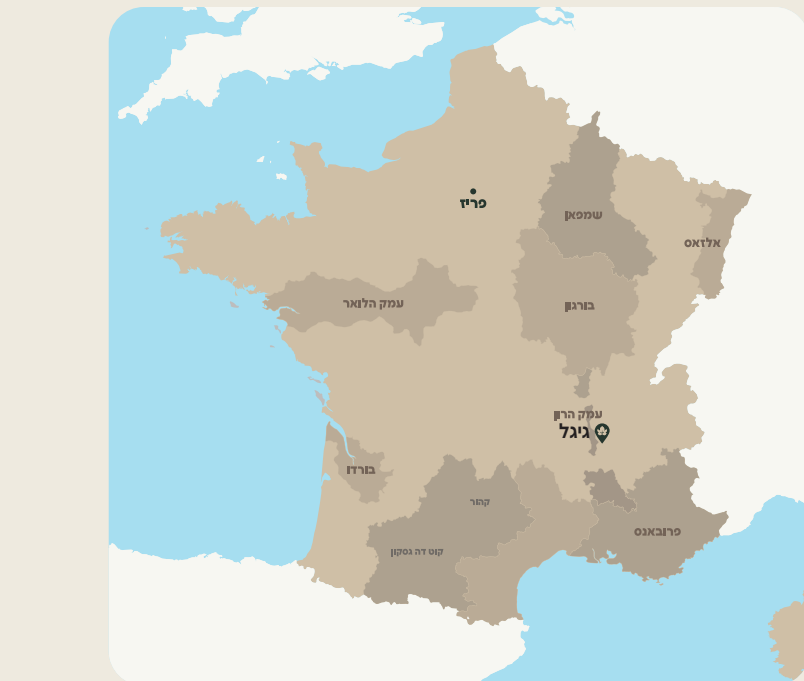 פריז
שמפאן
אלזאס
עמק הלואר
בורגון
עמק הרון
גיגל
בורדו
קהור
פרובאנס
קוט דה גסקון